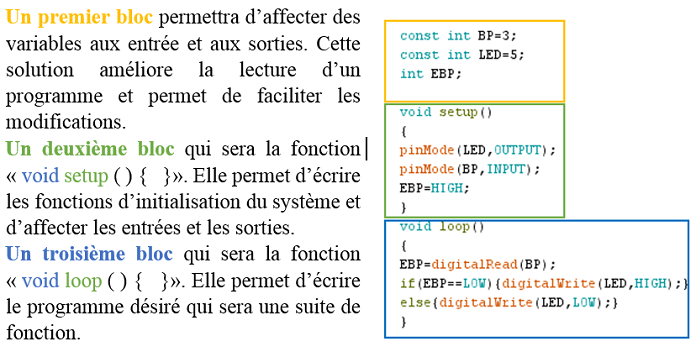 Un premier bloc permettra d’affecter des
variables aux entrée et aux sorties. Cette
solution améliore la lecture d’un
programme et permet de faciliter les
modifications.
Un deuxième bloc qui sera la fonction
« void setup ( ) {   }». Elle permet d’écrire
les fonctions d’initialisation du système et
d’affecter les entrées et les sorties.
Un troisième bloc qui sera la fonction
« void loop ( ) {   }». Elle permet d’écrire
le programme désiré qui sera une suite de
fonction.
const int BP=3;
const int LED=5;
int EBP;
void setup()
{
pinMode(LED,OUTPUT);
pinMode(BP,INPUT);
EBP=HIGH;
}
void loop()
{
EBP=digitalRead(BP);
if(EBP==LOW){digitalWrite(LED,HIGH);}
else{digitalWrite(LED,LOW);}
}